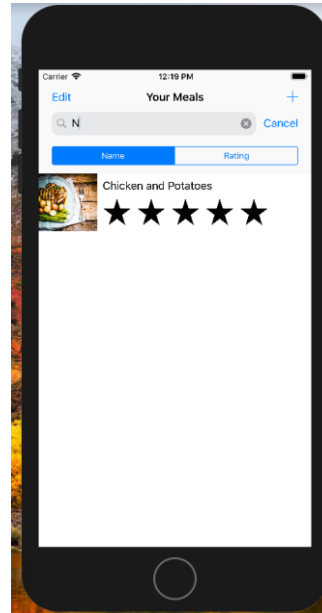 Carrier 12:19 PM
Edit Your Meals +
N Cancel
Name Rating
Chicken and Potatoes